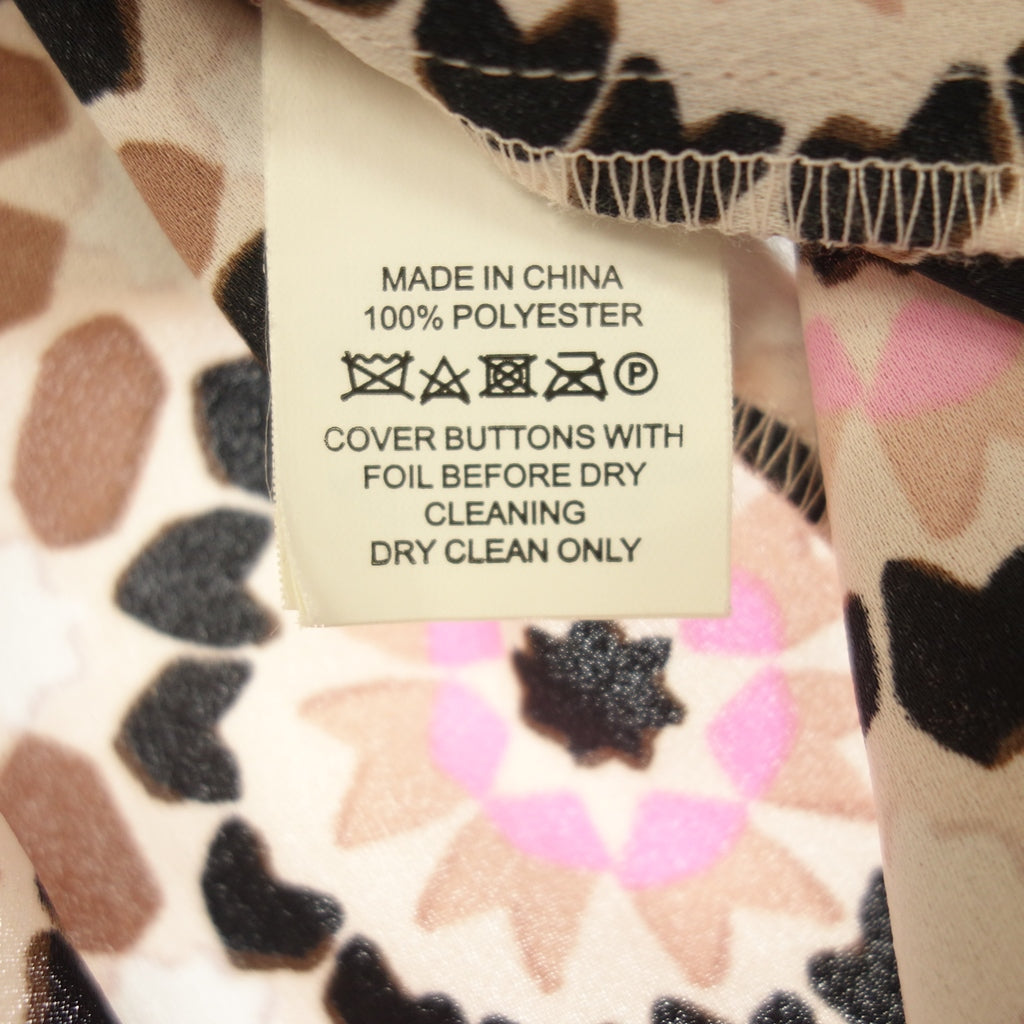 MADE IN CHINA
100% POLYESTER
P
COVER BUTTONS WITH
FOIL BEFORE DRY
CLEANING
DRY CLEAN ONLY